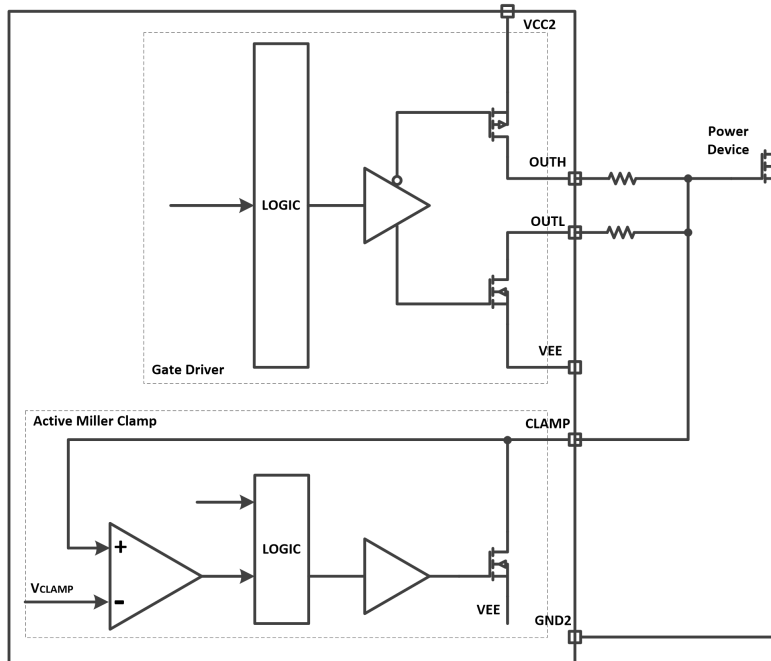 VCC2
Power
Device
OUTH
LOGIC
OUTL
VEE
Gate Driver
Active Miller Clamp
CLAMP
LOGIC
+
VCLAMP
-
VEE
GND2